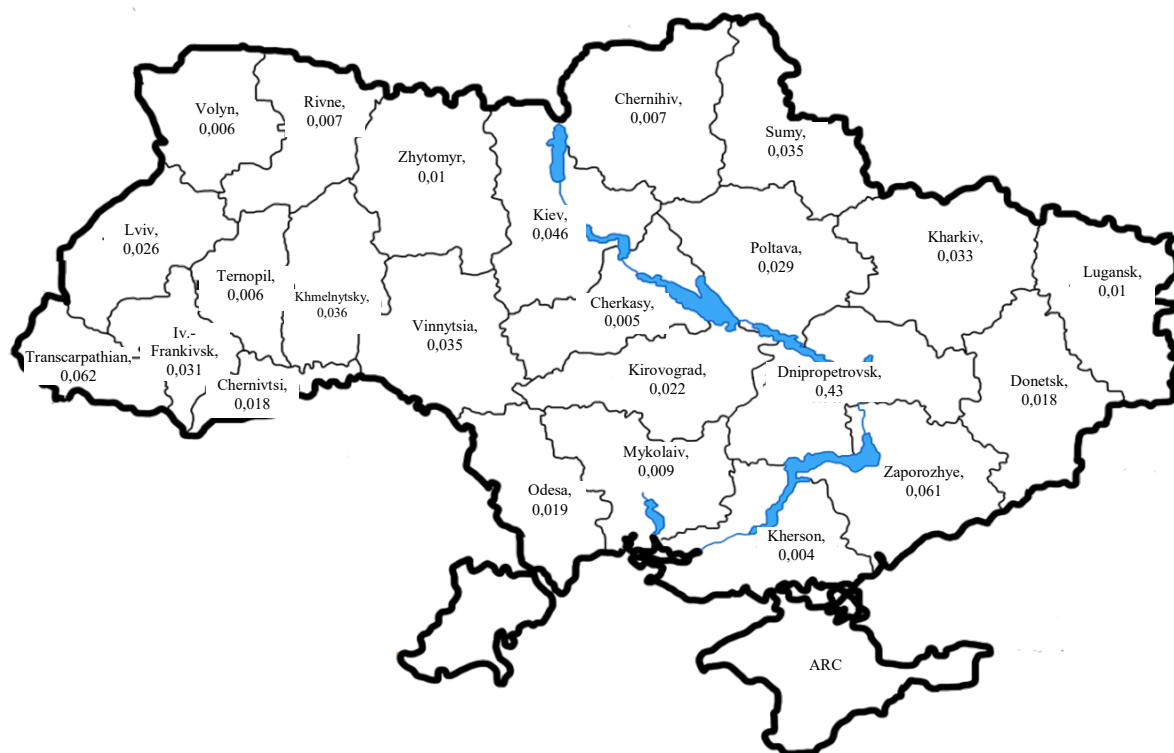 Volyn,
0,006
Rivne,
0,007
Zhytomyr,
0,01
Chernihiv,
0,007
Sumy,
0,035
Lviv,
0,026
Ternopil,
0,006
Khmelnytsky,
0,036
Kiev,
0,046
Poltava,
0,029
Kharkiv,
0,033
Lugansk,
0,01
Transcarpathian,
0,062
Iv.-
Frankivsk,
0,031
Chernivtsi,
0,018
Vinnytsia,
0,035
Cherkasy,
0,005
Kirovograd,
0,022
Dnipropetrovsk,
0,43
Donetsk,
0,018
Odesa,
0,019
Mykolaiv,
0,009
Zaporozhye,
0,061
Kherson,
0,004
ARC